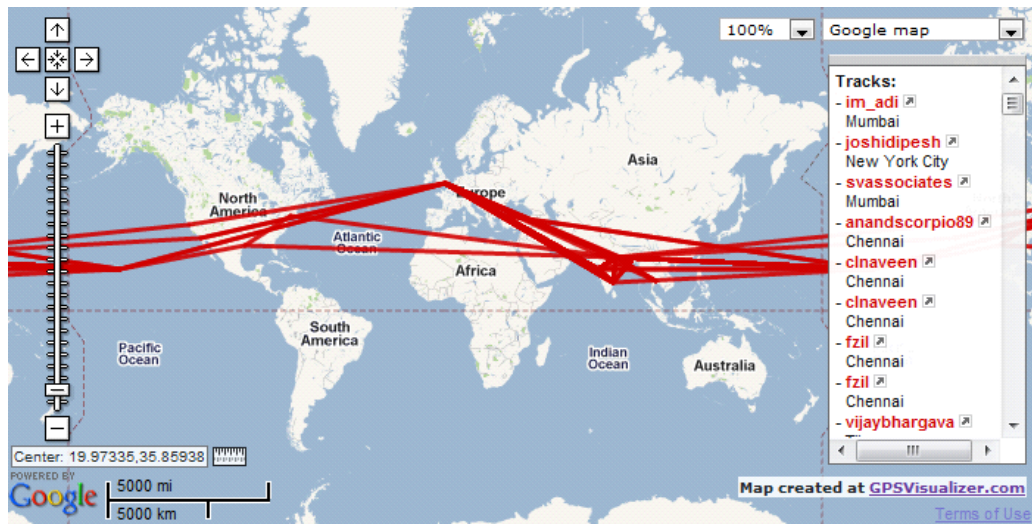 100%
Google map
Tracks:
- im_adi
Mumbai
- joshidipesh
New York City
- svassociates
Mumbai
- anandscorpio89
Chennai
- clnaveen
Chennai
- clnaveen
Chennai
- fzil
Chennai
- fzil
Chennai
- vijaybhargava
Asia
Europe
North
America
Atlantic
Ocean
Africa
South
America
Pacific
Ocean
Indian
Ocean
Australia
Center: 19.97335,35.85938
POWERED BY
Google
5000 mi
5000 km
Map created at GPSVisualizer.com
Terms of Use